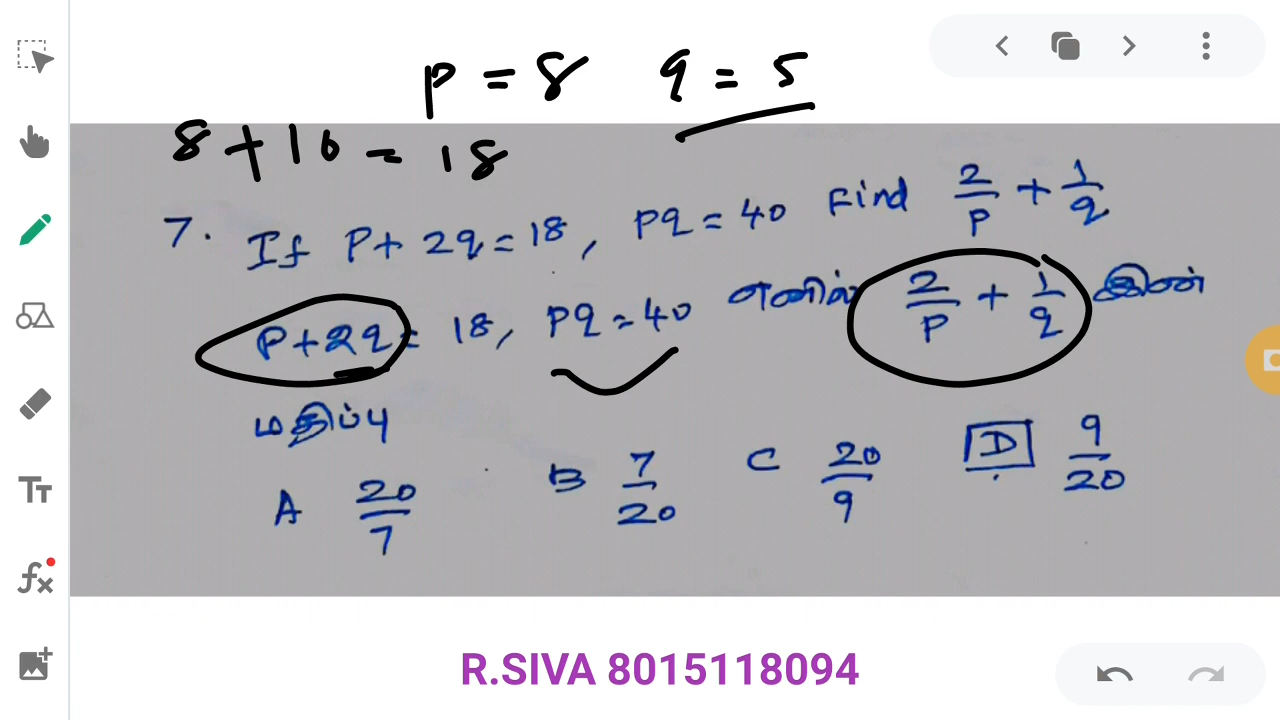 p = 8 q = 5
8 + 10 = 18
7. If P + 2q = 18, Pq = 40 Find 2/P + 1/q
P + 2q = 18, Pq = 40 எனில் 2/P + 1/q இன்
மதிப்பு
A 20/7 B 7/20 C 20/9 D 9/20
R.SIVA 8015118094